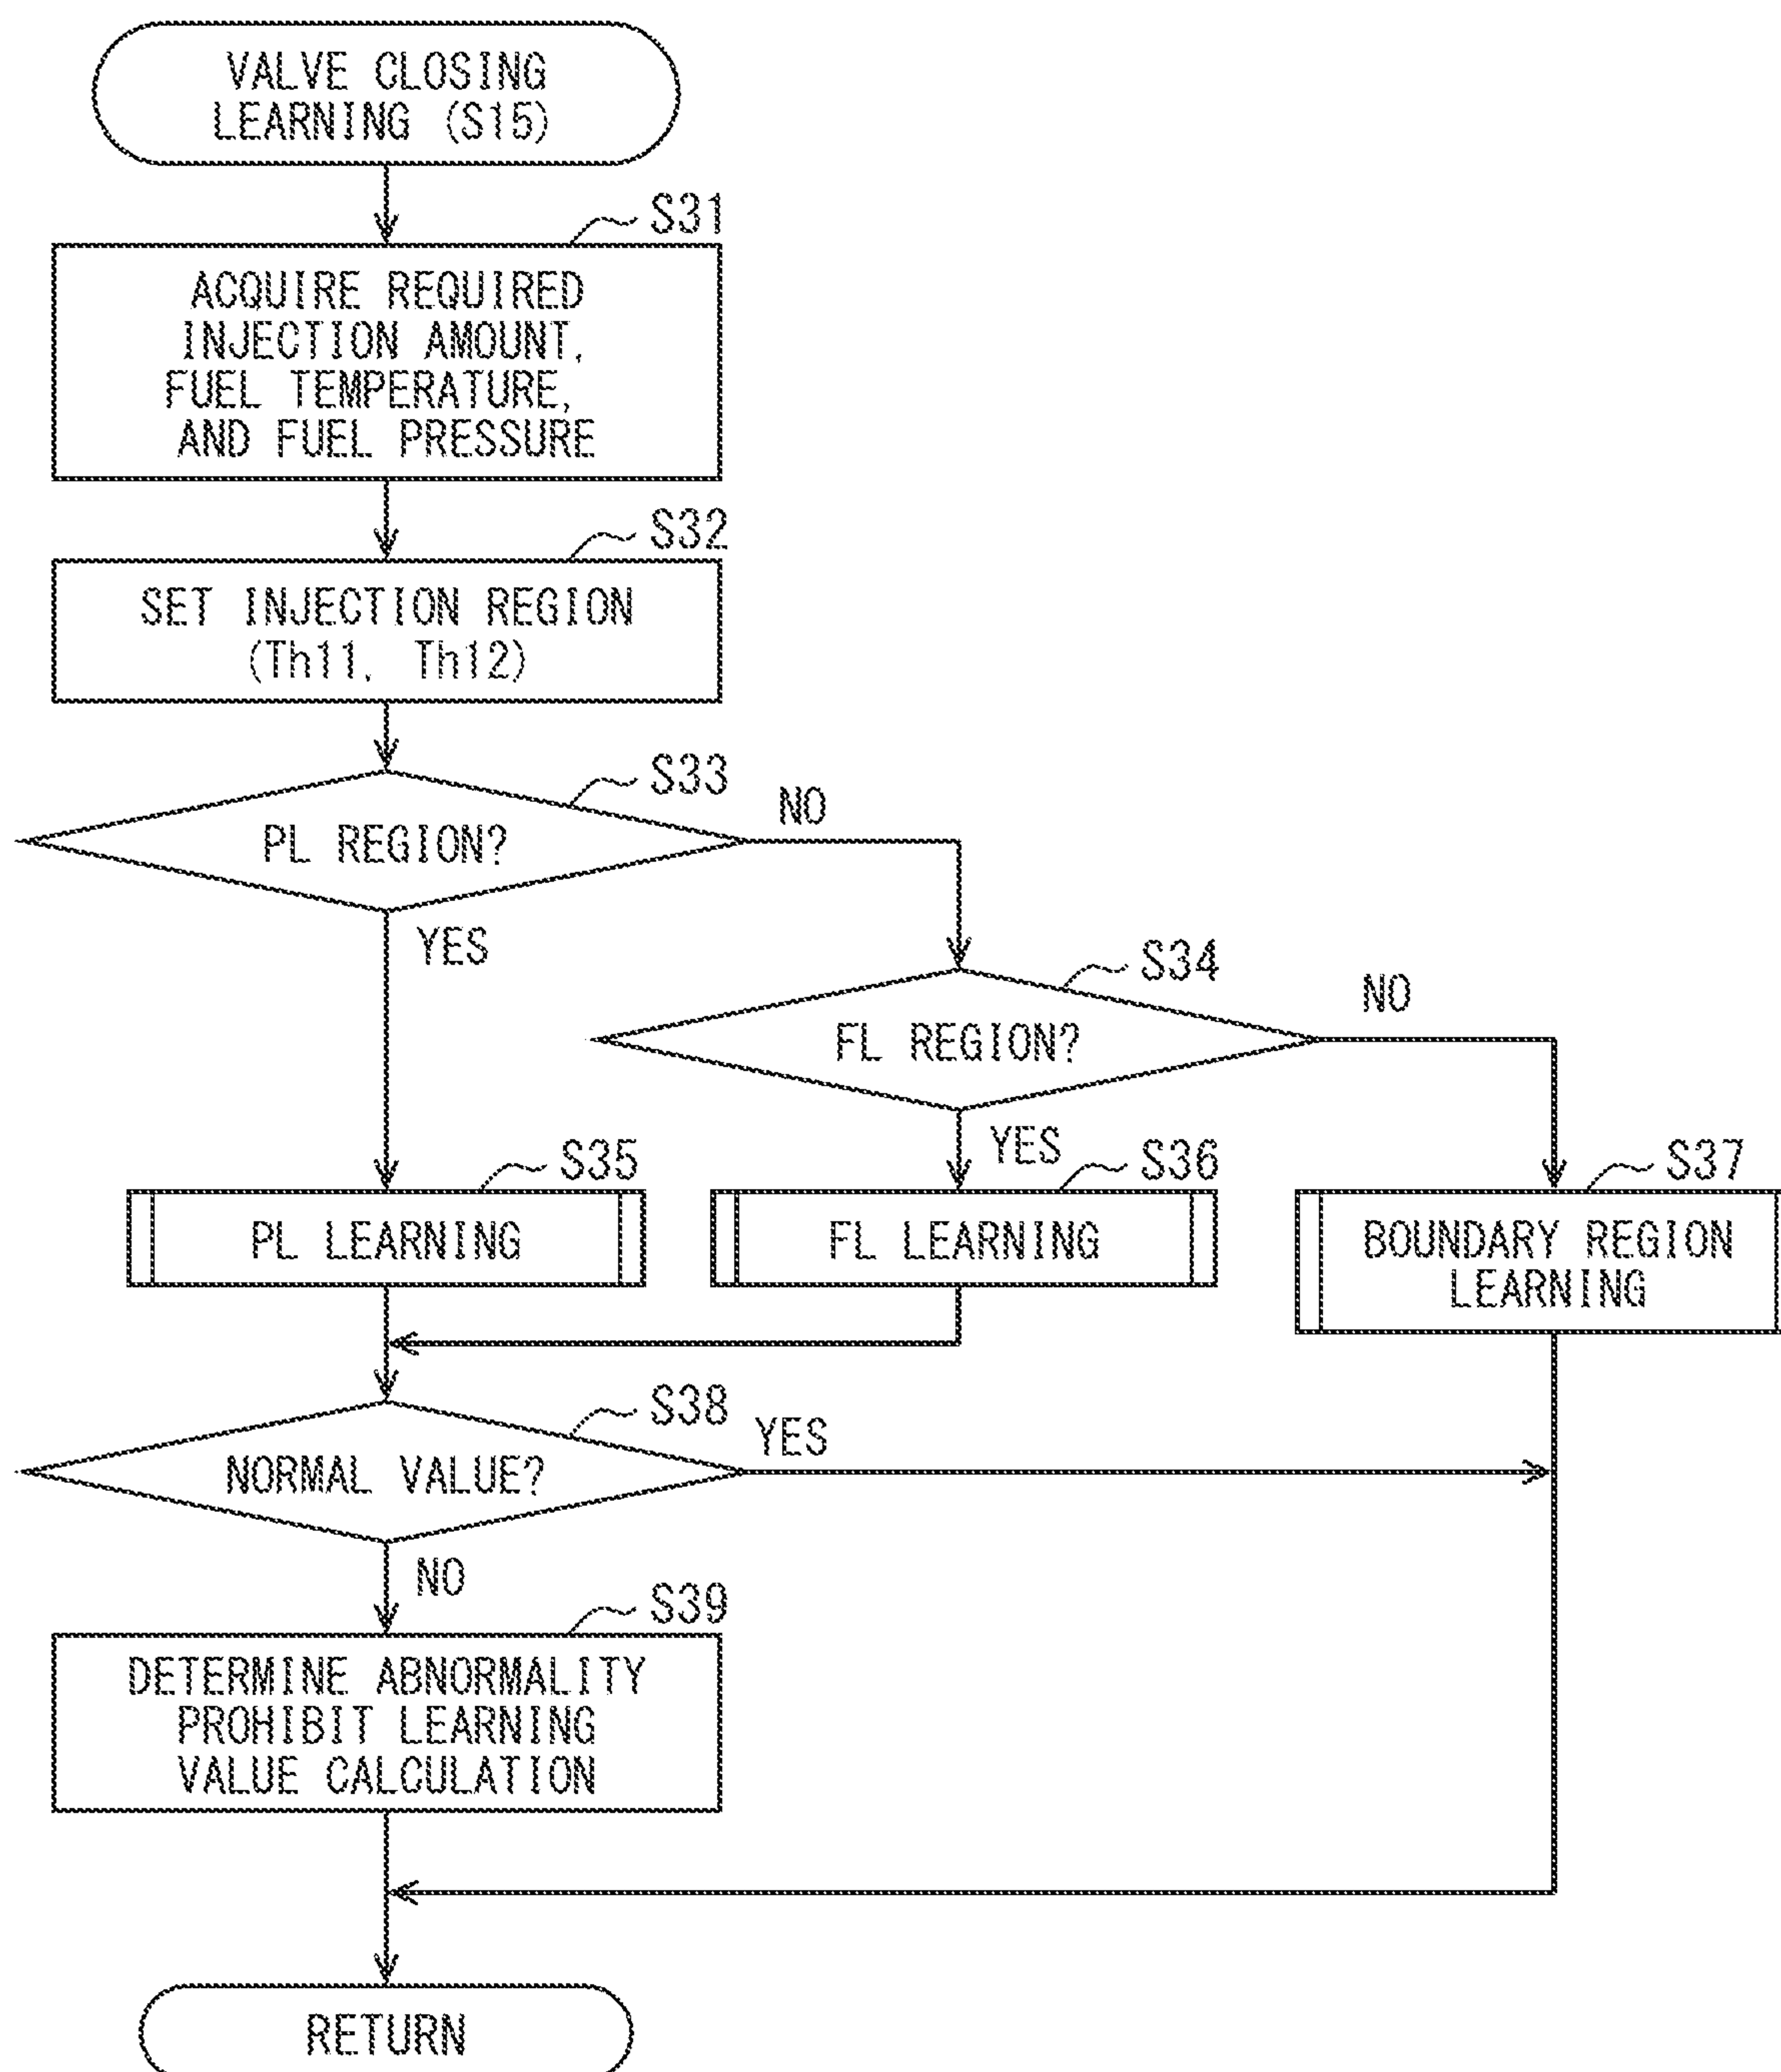 VALVE CLOSING
LEARNING (S15)
S31
ACQUIRE REQUIRED
INJECTION AMOUNT,
FUEL TEMPERATURE,
AND FUEL PRESSURE
S32
SET INJECTION REGION
(Th11, Th12)
S33
PL REGION?
NO
YES
S34
FL REGION?
NO
YES
S35
PL LEARNING
S36
FL LEARNING
S37
BOUNDARY REGION
LEARNING
S38
NORMAL VALUE?
YES
NO
S39
DETERMINE ABNORMALITY
PROHIBIT LEARNING
VALUE CALCULATION
RETURN